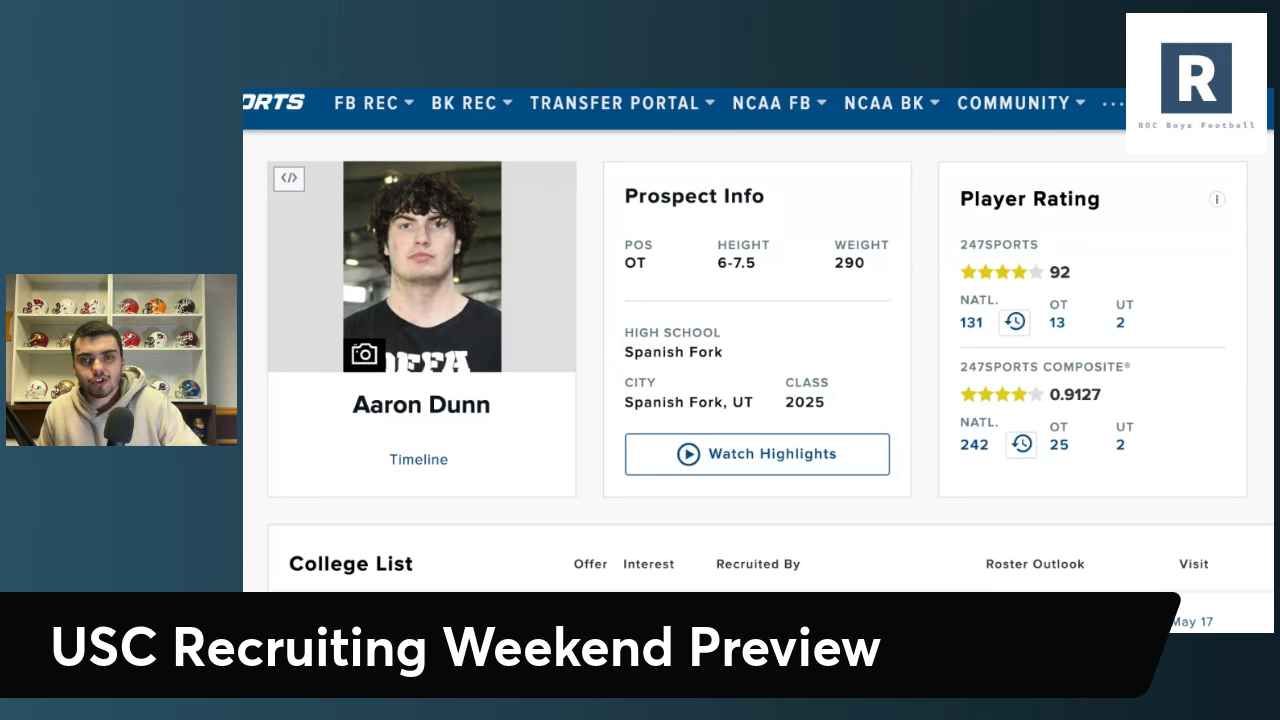 ORTS FB REC BK REC TRANSFER PORTAL NCAA FB NCAA BK COMMUNITY ...
R
ROC Boys Football
</>
Aaron Dunn
Timeline
Prospect Info
POS HEIGHT WEIGHT
OT 6-7.5 290
HIGH SCHOOL
Spanish Fork
CITY CLASS
Spanish Fork, UT 2025
Watch Highlights
Player Rating i
247SPORTS
92
NATL. OT UT
131 13 2
247SPORTS COMPOSITE®
0.9127
NATL. OT UT
242 25 2
College List Offer Interest Recruited By Roster Outlook Visit
May 17
USC Recruiting Weekend Preview